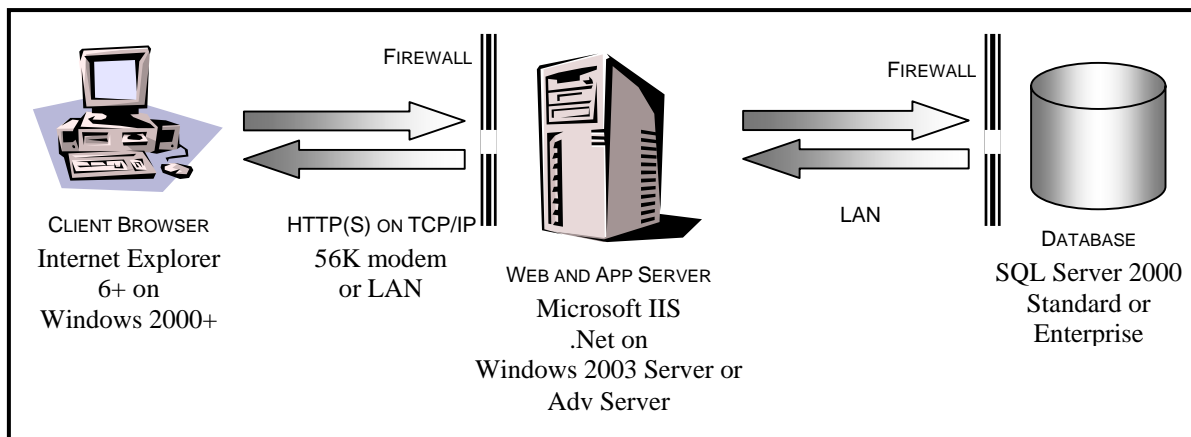 FIREWALL
FIREWALL
CLIENT BROWSER
Internet Explorer
6+ on
Windows 2000+
HTTP(S) ON TCP/IP
56K modem
or LAN
WEB AND APP SERVER
Microsoft IIS
.Net on
Windows 2003 Server or
Adv Server
LAN
DATABASE
SQL Server 2000
Standard or
Enterprise